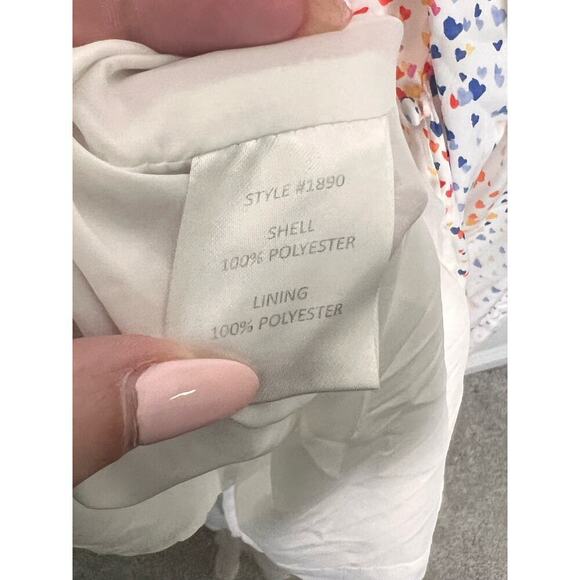 STYLE #1890
SHELL
100% POLYESTER
LINING
100% POLYESTER